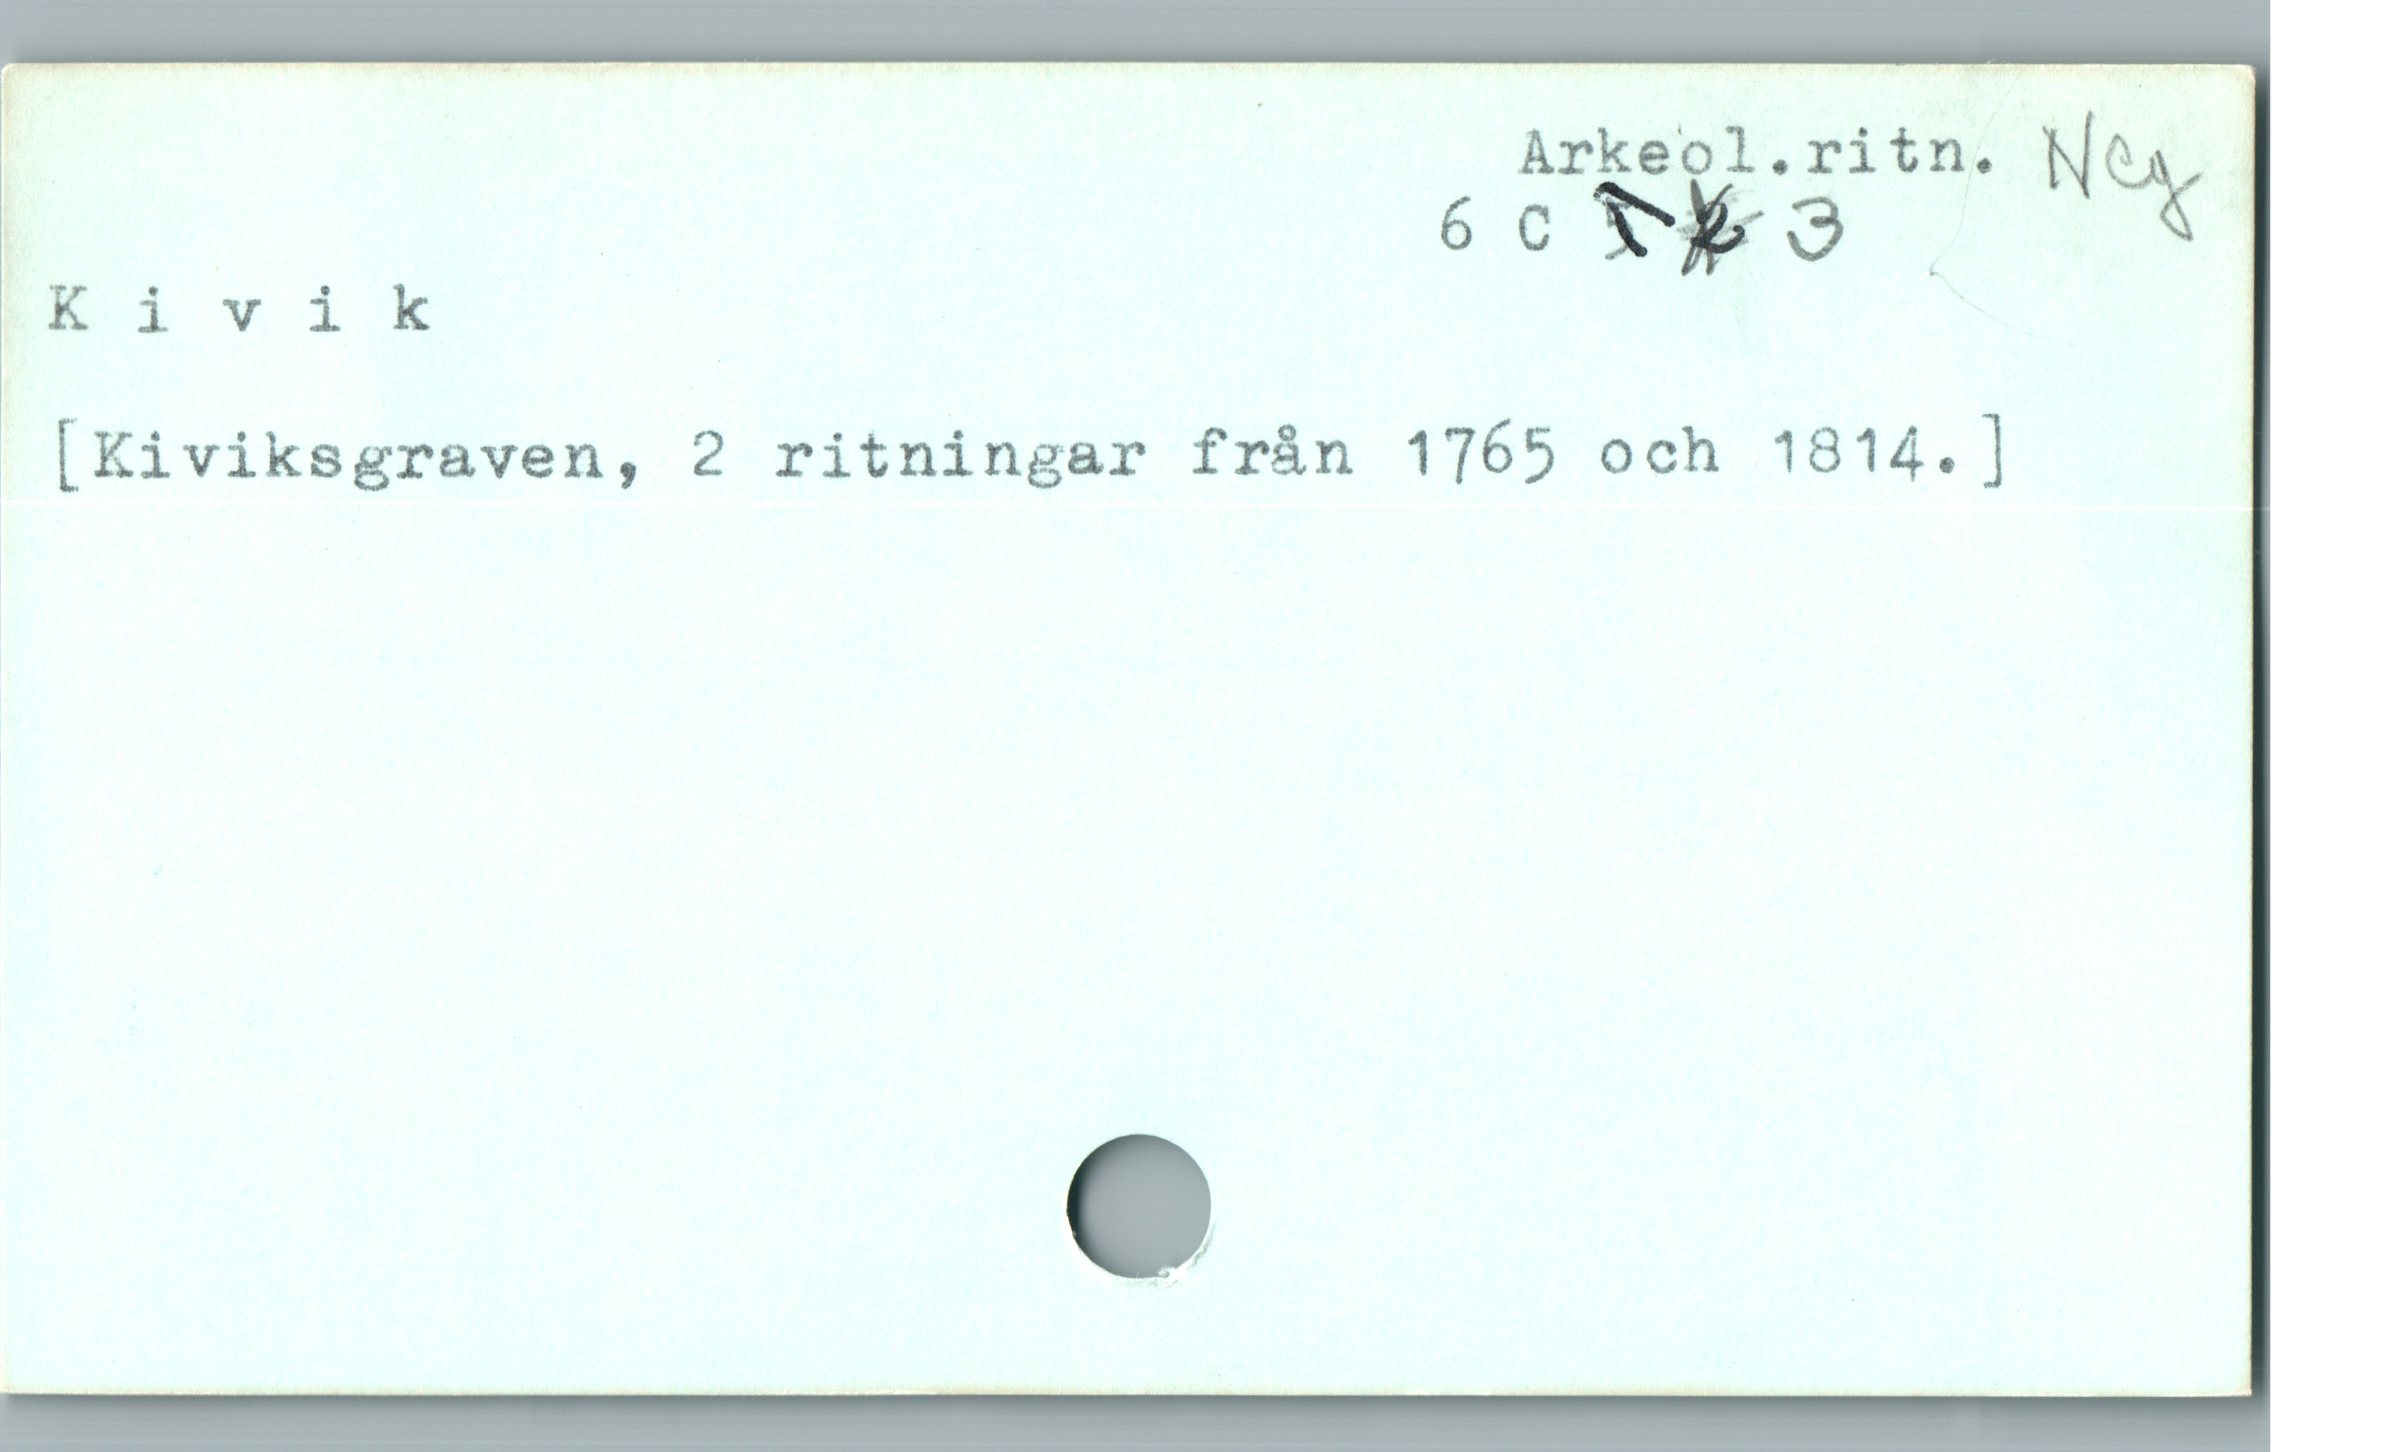 Arkeol.ritn. Neg
6 C 3
K i v i k
[Kiviksgraven, 2 ritningar från 1765 och 1814.]